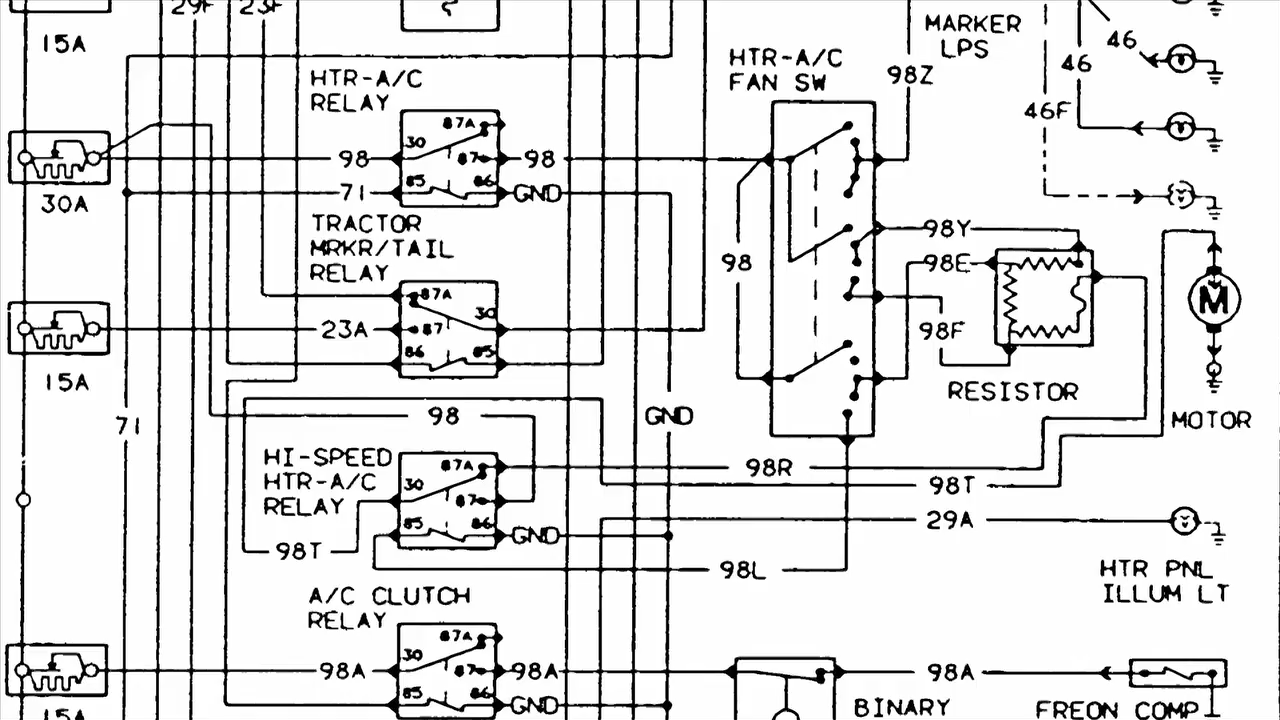 29F
23F
MARKER
LPS
15A
46
HTR-A/C
FAN SW
46
98Z
HTR-A/C
RELAY
46F
87A
30
98
87
98
30A
71
85
86
GND
TRACTOR
MRKR/TAIL
RELAY
98Y
98
98E
87A
30
M
23A
87
98F
86
85
15A
RESISTOR
71
98
GND
MOTOR
HI-SPEED
HTR-A/C
RELAY
87A
98R
30
98T
87
29A
85
86
GND
98T
98L
HTR PNL
ILLUM LT
A/C CLUTCH
RELAY
87A
30
98A
87
98A
98A
85
86
GND
15A
BINARY
FREON COMP